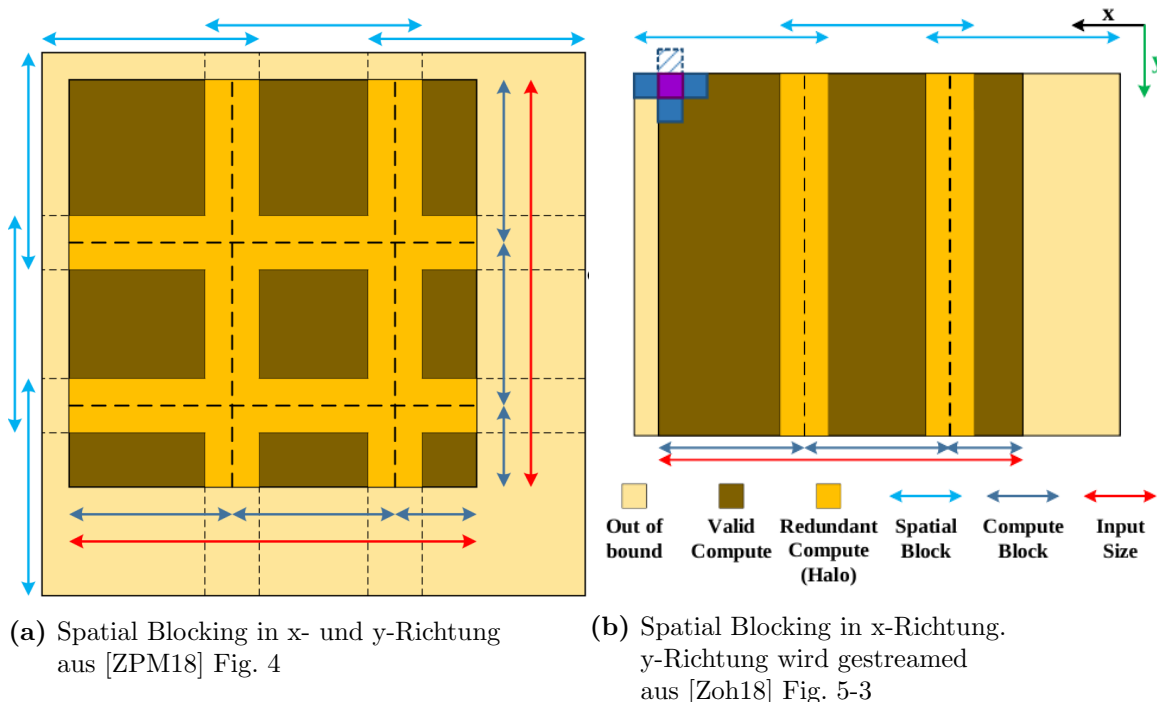 x
y
Out of
bound
Valid
Compute
Redundant
Compute
(Halo)
Spatial
Block
Compute
Block
Input
Size
(a) Spatial Blocking in x- und y-Richtung
aus [ZPM18] Fig. 4
(b) Spatial Blocking in x-Richtung.
y-Richtung wird gestreamed
aus [Zoh18] Fig. 5-3